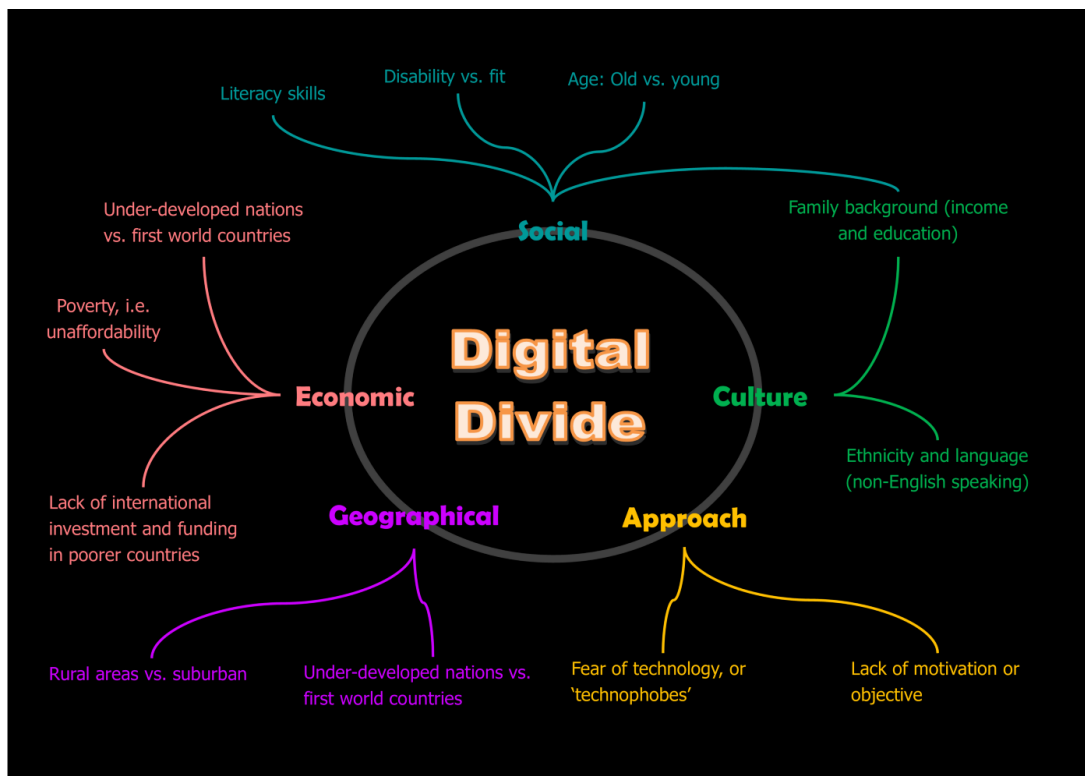 Disability vs. fit
Age: Old vs. young
Literacy skills
Under-developed nations
vs. first world countries
Family background (income
and education)
Social
Poverty, i.e.
unaffordability
Digital
Divide
Economic
Culture
Ethnicity and language
(non-English speaking)
Lack of international
investment and funding
in poorer countries
Geographical
Approach
Rural areas vs. suburban
Under-developed nations vs.
first world countries
Fear of technology, or
‘technophobes’
Lack of motivation or
objective